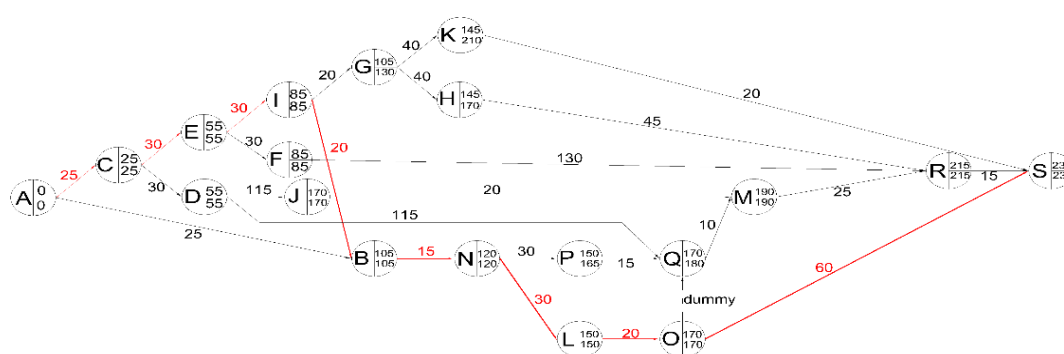 K 145 210
40
G 105 130
20
40
20
I 85 85
H 145 170
30
E 55 55
45
30
30
20
F 85 85
130
C 25 25
R 215 215
15
25
30
115
J 170 170
20
25
M 190 190
A 0 0
D 55 55
115
25
10
B 105 105
15
N 120 120
30
P 150 165
15
Q 170 180
60
30
dummy
L 150 150
20
O 170 170
S